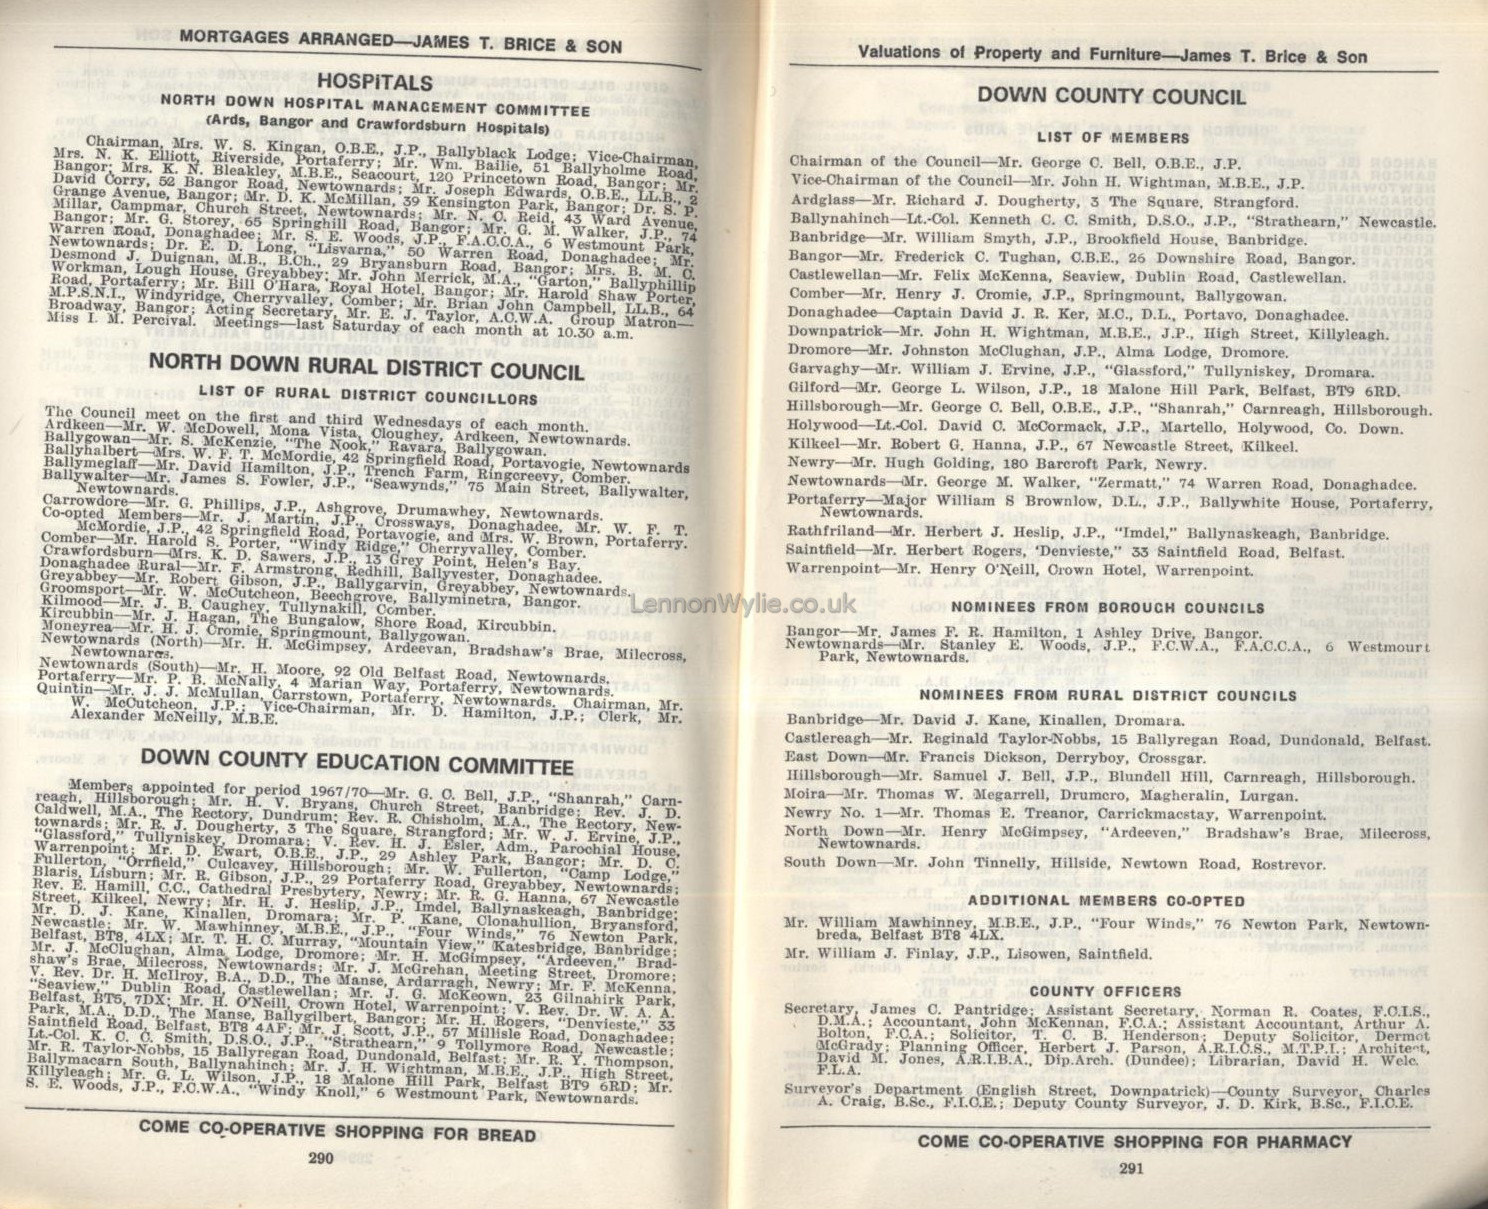 MORTGAGES ARRANGED—JAMES T. BRICE & SON
HOSPITALS
NORTH DOWN HOSPITAL MANAGEMENT COMMITTEE
(Ards, Bangor and Crawfordsburn Hospitals)
Chairman, Mrs. W. S. Kingan, O.B.E., J.P., Ballyblack Lodge; Vice-Chairman,
Mrs. N. K. Elliott, Riverside, Portaferry; Mr. Wm. Bailie, 51 Ballyholme Road,
Bangor; Mrs. K. N. Bleakley, M.B.E., Seacourt, 120 Princetown Road, Bangor; Mr.
David Corry, 52 Bangor Road, Newtownards; Mr. Joseph Edwards, O.B.E., LL.B., 2
Grange Avenue, Bangor; Mr. D. K. McMillan, 39 Kensington Park, Bangor; Dr. S. P.
Millar, Campmar, Church Street, Newtownards; Mr. N. C. Reid, 43 Ward Avenue,
Bangor; Mr. G. Storey, 65 Springhill Road, Bangor; Mr. G. M. Walker, J.P., 74
Warren Road, Donaghadee; Mr. S. E. Woods, J.P., F.A.C.C.A., 6 Westmount Park,
Newtownards; Dr. E. D. Long, "Lisvarna," 50 Warren Road, Donaghadee; Mr.
Desmond J. Duignan, M.B., B.Ch., 29 Bryansburn Road, Bangor; Mrs. B. M. C.
Workman, Lough House, Greyabbey; Mr. John Merrick, M.A., "Garton," Ballyphillip
Road, Portaferry; Mr. Bill O'Hara, Royal Hotel, Bangor; Mr. Harold Shaw Porter,
M.P.S.N.I., Windyridge, Cherryvalley, Comber; Mr. Brian John Campbell, LL.B., 64
Broadway, Bangor; Acting Secretary, Mr. E. J. Taylor, A.C.W.A. Group Matron—
Miss I. M. Percival. Meetings—last Saturday of each month at 10.30 a.m.
NORTH DOWN RURAL DISTRICT COUNCIL
LIST OF RURAL DISTRICT COUNCILLORS
The Council meet on the first and third Wednesdays of each month.
Ardkeen—Mr. W. McDowell, Mona Vista, Cloughey, Ardkeen, Newtownards.
Ballygowan—Mr. S. McKenzie, "The Nook," Ravara, Ballygowan.
Ballyhalbert—Mrs. W. F. T. McMordie, 42 Springfield Road, Portavogie, Newtownards
Ballymeglaff—Mr. David Hamilton, J.P., Trench Farm, Ringcreevy, Comber.
Ballywalter—Mr. James S. Fowler, J.P., "Seawynds," 75 Main Street, Ballywalter,
Newtownards.
Carrowdore—Mr. G. Phillips, J.P., Ashgrove, Drumawhey, Newtownards.
Co-opted Members—Mr. J. Martin, J.P., Crossways, Donaghadee, Mr. W. F. T.
McMordie, J.P., 42 Springfield Road, Portavogie, and Mrs. W. Brown, Portaferry.
Comber—Mr. Harold S. Porter, "Windy Ridge," Cherryvalley, Comber.
Crawfordsburn—Mrs. K. D. Sawers, J.P., 13 Grey Point, Helen's Bay.
Donaghadee Rural—Mr. F. Armstrong, Redhill, Ballyvester, Donaghadee.
Greyabbey—Mr. Robert Gibson, J.P., Ballygarvin, Greyabbey, Newtownards.
Groomsport—Mr. W. McCutcheon, Beechgrove, Ballyminetra, Bangor.
Kilmood—Mr. J. B. Caughey, Tullynakill, Comber.
Kircubbin—Mr. J. Hagan, The Bungalow, Shore Road, Kircubbin.
Moneyrea—Mr. H. J. Cromie, Springmount, Ballygowan.
Newtownards (North)—Mr. H. McGimpsey, Ardeevan, Bradshaw's Brae, Milecross,
Newtownards.
Newtownards (South)—Mr. H. Moore, 92 Old Belfast Road, Newtownards.
Portaferry—Mr. P. B. McNally, 4 Marian Way, Portaferry, Newtownards.
Quintin—Mr. J. J. McMullan, Carrstown, Portaferry, Newtownards. Chairman, Mr.
W. McCutcheon, J.P.; Vice-Chairman, Mr. D. Hamilton, J.P.; Clerk, Mr.
Alexander McNeilly, M.B.E.
DOWN COUNTY EDUCATION COMMITTEE
Members appointed for period 1967/70—Mr. G. C. Bell, J.P., "Shanrah," Carn-
reagh, Hillsborough; Mr. H. V. Bryans, Church Street, Banbridge; Rev. J. D.
Caldwell, M.A., The Rectory, Dundrum; Rev. R. Chisholm, M.A., The Rectory, New-
townards; Mr. R. J. Dougherty, 3 The Square, Strangford; Mr. W. J. Ervine, J.P.,
"Glassford," Tullyniskey, Dromara; V. Rev. H. J. Esler, Adm., Parochial House,
Warrenpoint; Mr. D. Ewart, O.B.E., J.P., 29 Ashley Park, Bangor; Mr. D. C.
Fullerton, "Orrfield," Culcavey, Hillsborough; Mr. W. Fullerton, "Camp Lodge,"
Blaris, Lisburn; Mr. R. Gibson, J.P., 29 Portaferry Road, Greyabbey, Newtownards;
Rev. E. Hamill, C.C., Cathedral Presbytery, Newry; Mr. R. G. Hanna, 67 Newcastle
Street, Kilkeel, Newry; Mr. H. J. Heslip, J.P., Imdel, Ballynaskeagh, Banbridge;
Mr. D. J. Kane, Kinallen, Dromara; Mr. P. Kane, Clonahullion, Bryansford,
Newcastle; Mr. W. Mawhinney, M.B.E., J.P., "Four Winds," 76 Newton Park,
Belfast, BT8, 4LX; Mr. T. H. C. Murray, "Mountain View," Katesbridge, Banbridge;
Mr. J. McClughan, Alma Lodge, Dromore; Mr. H. McGimpsey, "Ardeeven," Brad-
shaw's Brae, Milecross, Newtownards; Mr. J. McGrehan, Meeting Street, Dromore;
V. Rev. Dr. H. McIlroy, B.A., D.D., The Manse, Ardarragh, Newry; Mr. F. McKenna,
"Seaview," Dublin Road, Castlewellan; Mr. J. G. McKeown, 23 Gilnahirk Park,
Belfast, BT5, 7DX; Mr. H. O'Neill, Crown Hotel, Warrenpoint; V. Rev. Dr. W. A. A.
Park, M.A., D.D., The Manse, Ballygilbert, Bangor; Mr. H. Rogers, "Denvieste," 33
Saintfield Road, Belfast, BT8 4AF; Mr. J. Scott, J.P., 57 Millisle Road, Donaghadee;
Lt.-Col. K. C. C. Smith, D.S.O., J.P., "Strathearn," 9 Tollymore Road, Newcastle;
Mr. R. Taylor-Nobbs, 15 Ballyregan Road, Dundonald, Belfast; Mr. R. Y. Thompson,
Ballymacarn South, Ballynahinch; Mr. J. H. Wightman, M.B.E., J.P., High Street,
Killyleagh; Mr. G. L. Wilson, J.P., 18 Malone Hill Park, Belfast BT9 6RD; Mr.
S. E. Woods, J.P., F.C.W.A., "Windy Knoll," 6 Westmount Park, Newtownards.
COME CO-OPERATIVE SHOPPING FOR BREAD
290
Valuations of Property and Furniture—James T. Brice & Son
DOWN COUNTY COUNCIL
LIST OF MEMBERS
Chairman of the Council—Mr. George C. Bell, O.B.E., J.P.
Vice-Chairman of the Council—Mr. John H. Wightman, M.B.E., J.P.
Ardglass—Mr. Richard J. Dougherty, 3 The Square, Strangford.
Ballynahinch—Lt.-Col. Kenneth C. C. Smith, D.S.O., J.P., "Strathearn," Newcastle.
Banbridge—Mr. William Smyth, J.P., Brookfield House, Banbridge.
Bangor—Mr. Frederick C. Tughan, C.B.E., 26 Downshire Road, Bangor.
Castlewellan—Mr. Felix McKenna, Seaview, Dublin Road, Castlewellan.
Comber—Mr. Henry J. Cromie, J.P., Springmount, Ballygowan.
Donaghadee—Captain David J. R. Ker, M.C., D.L., Portavo, Donaghadee.
Downpatrick—Mr. John H. Wightman, M.B.E., J.P., High Street, Killyleagh.
Dromore—Mr. Johnston McClughan, J.P., Alma Lodge, Dromore.
Garvaghy—Mr. William J. Ervine, J.P., "Glassford," Tullyniskey, Dromara.
Gilford—Mr. George L. Wilson, J.P., 18 Malone Hill Park, Belfast, BT9 6RD.
Hillsborough—Mr. George C. Bell, O.B.E., J.P., "Shanrah," Carnreagh, Hillsborough.
Holywood—Lt.-Col. David C. McCormack, J.P., Martello, Holywood, Co. Down.
Kilkeel—Mr. Robert G. Hanna, J.P., 67 Newcastle Street, Kilkeel.
Newry—Mr. Hugh Golding, 180 Barcroft Park, Newry.
Newtownards—Mr. George M. Walker, "Zermatt," 74 Warren Road, Donaghadee.
Portaferry—Major William S Brownlow, D.L., J.P., Ballywhite House, Portaferry,
Newtownards.
Rathfriland—Mr. Herbert J. Heslip, J.P., "Imdel," Ballynaskeagh, Banbridge.
Saintfield—Mr. Herbert Rogers, 'Denvieste," 33 Saintfield Road, Belfast.
Warrenpoint—Mr. Henry O'Neill, Crown Hotel, Warrenpoint.
LennonWylie.co.uk
NOMINEES FROM BOROUGH COUNCILS
Bangor—Mr. James F. R. Hamilton, 1 Ashley Drive, Bangor.
Newtownards—Mr. Stanley E. Woods, J.P., F.C.W.A., F.A.C.C.A., 6 Westmount
Park, Newtownards.
NOMINEES FROM RURAL DISTRICT COUNCILS
Banbridge—Mr. David J. Kane, Kinallen, Dromara.
Castlereagh—Mr. Reginald Taylor-Nobbs, 15 Ballyregan Road, Dundonald, Belfast.
East Down—Mr. Francis Dickson, Derryboy, Crossgar.
Hillsborough—Mr. Samuel J. Bell, J.P., Blundell Hill, Carnreagh, Hillsborough.
Moira—Mr. Thomas W. Megarrell, Drumcro, Magheralin, Lurgan.
Newry No. 1—Mr. Thomas E. Treanor, Carrickmacstay, Warrenpoint.
North Down—Mr. Henry McGimpsey, "Ardeeven," Bradshaw's Brae, Milecross,
Newtownards.
South Down—Mr. John Tinnelly, Hillside, Newtown Road, Rostrevor.
ADDITIONAL MEMBERS CO-OPTED
Mr. William Mawhinney, M.B.E., J.P., "Four Winds," 76 Newton Park, Newtown-
breda, Belfast BT8 4LX.
Mr. William J. Finlay, J.P., Lisowen, Saintfield.
COUNTY OFFICERS
Secretary, James C. Pantridge; Assistant Secretary, Norman R. Coates, F.C.I.S.,
D.M.A.; Accountant, John McKennan, F.C.A.; Assistant Accountant, Arthur A.
Bolton, F.C.A.; Solicitor, T. C. B. Henderson; Deputy Solicitor, Dermot
McGrady; Planning Officer, Herbert J. Parson, A.R.I.C.S., M.T.P.I.; Architect,
David M. Jones, A.R.I.B.A., Dip.Arch. (Dundee); Librarian, David H. Welc.
F.L.A.
Surveyor's Department (English Street, Downpatrick)—County Surveyor, Charles
A. Craig, B.Sc., F.I.C.E.; Deputy County Surveyor, J. D. Kirk, B.Sc., F.I.C.E.
COME CO-OPERATIVE SHOPPING FOR PHARMACY
291